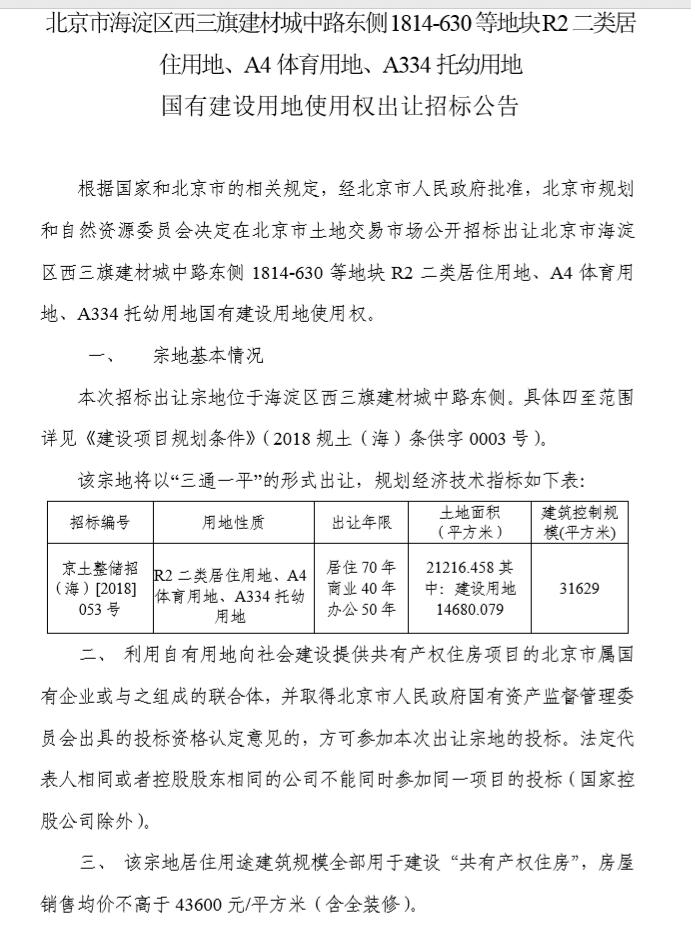 北京市海淀区西三旗建材城中路东侧1814-630等地块R2二类居
住用地、A4体育用地、A334托幼用地
国有建设用地使用权出让招标公告
根据国家和北京市的相关规定，经北京市人民政府批准，北京市规划
和自然资源委员会决定在北京市土地交易市场公开招标出让北京市海淀
区西三旗建材城中路东侧1814-630等地块R2二类居住用地、A4体育用
地、A334托幼用地国有建设用地使用权。
一、 宗地基本情况
本次招标出让宗地位于海淀区西三旗建材城中路东侧。具体四至范围
详见《建设项目规划条件》（2018规土（海）条供字0003号）。
该宗地将以“三通一平”的形式出让，规划经济技术指标如下表：
招标编号 用地性质 出让年限 土地面积（平方米） 建筑控制规模(平方米)
京土整储招（海）[2018]053号 R2二类居住用地、A4体育用地、A334托幼用地 居住70年商业40年办公50年 21216.458其中：建设用地14680.079 31629
二、 利用自有用地向社会建设提供共有产权住房项目的北京市属国
有企业或与之组成的联合体，并取得北京市人民政府国有资产监督管理委
员会出具的投标资格认定意见的，方可参加本次出让宗地的投标。法定代
表人相同或者控股股东相同的公司不能同时参加同一项目的投标（国家控
股公司除外）。
三、 该宗地居住用途建筑规模全部用于建设“共有产权住房”，房屋
销售均价不高于43600元/平方米（含全装修）。